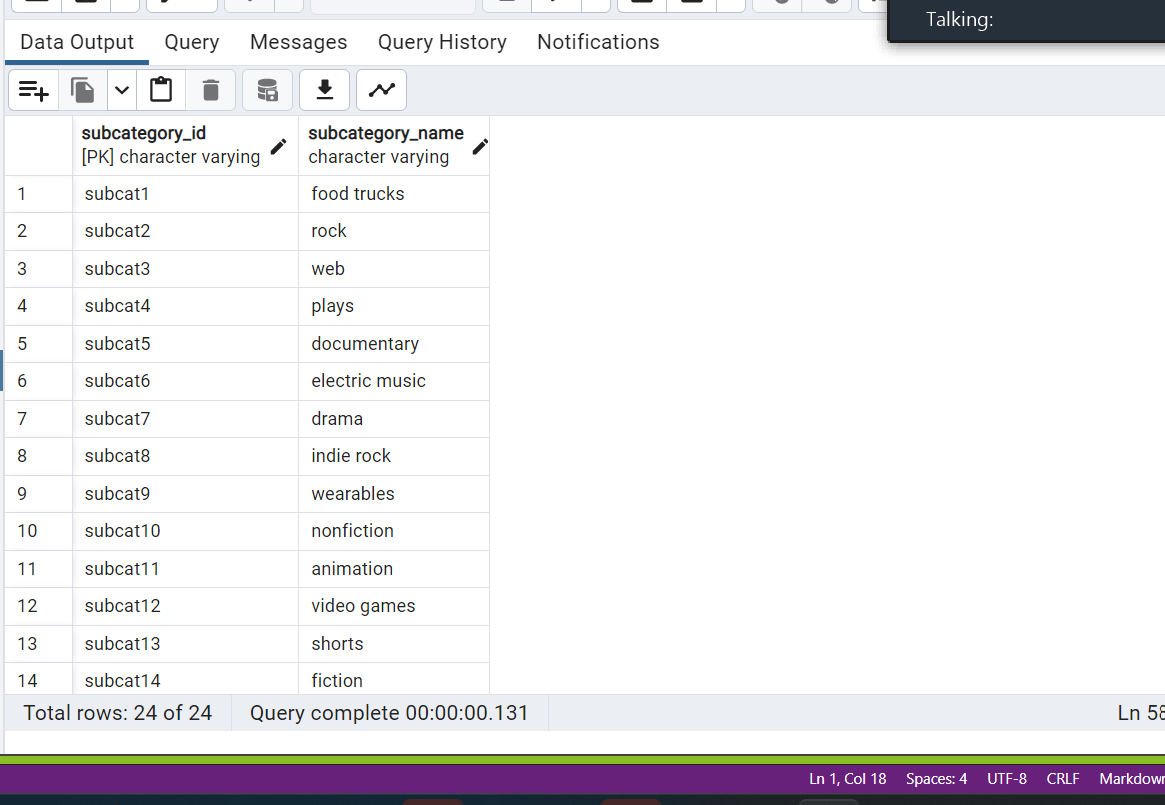 Talking:
Data Output Query Messages Query History Notifications
subcategory_id subcategory_name
[PK] character varying character varying
1 subcat1 food trucks
2 subcat2 rock
3 subcat3 web
4 subcat4 plays
5 subcat5 documentary
6 subcat6 electric music
7 subcat7 drama
8 subcat8 indie rock
9 subcat9 wearables
10 subcat10 nonfiction
11 subcat11 animation
12 subcat12 video games
13 subcat13 shorts
14 subcat14 fiction
Total rows: 24 of 24 Query complete 00:00:00.131 Ln 58
Ln 1, Col 18 Spaces: 4 UTF-8 CRLF Markdown